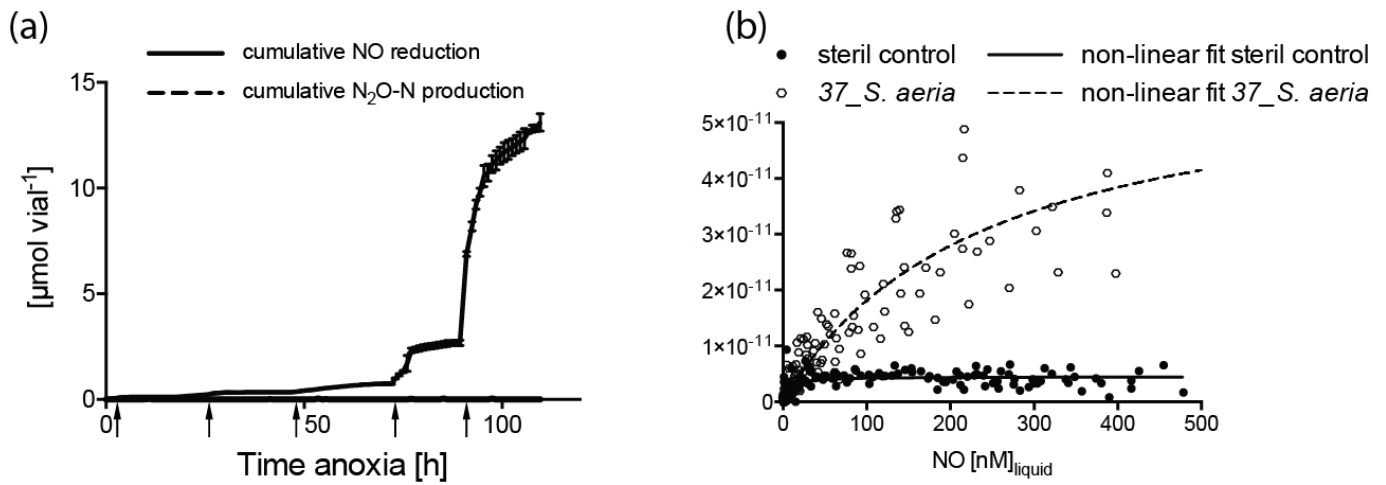 (a)
cumulative NO reduction
cumulative N₂O-N production
[µmol vial⁻¹]
15
10
5
0
0
50
100
Time anoxia [h]
(b)
steril control
non-linear fit steril control
37_S. aeria
non-linear fit 37_S. aeria
5×10⁻¹¹
4×10⁻¹¹
3×10⁻¹¹
2×10⁻¹¹
1×10⁻¹¹
0
0
100
200
300
400
500
NO [nM]liquid